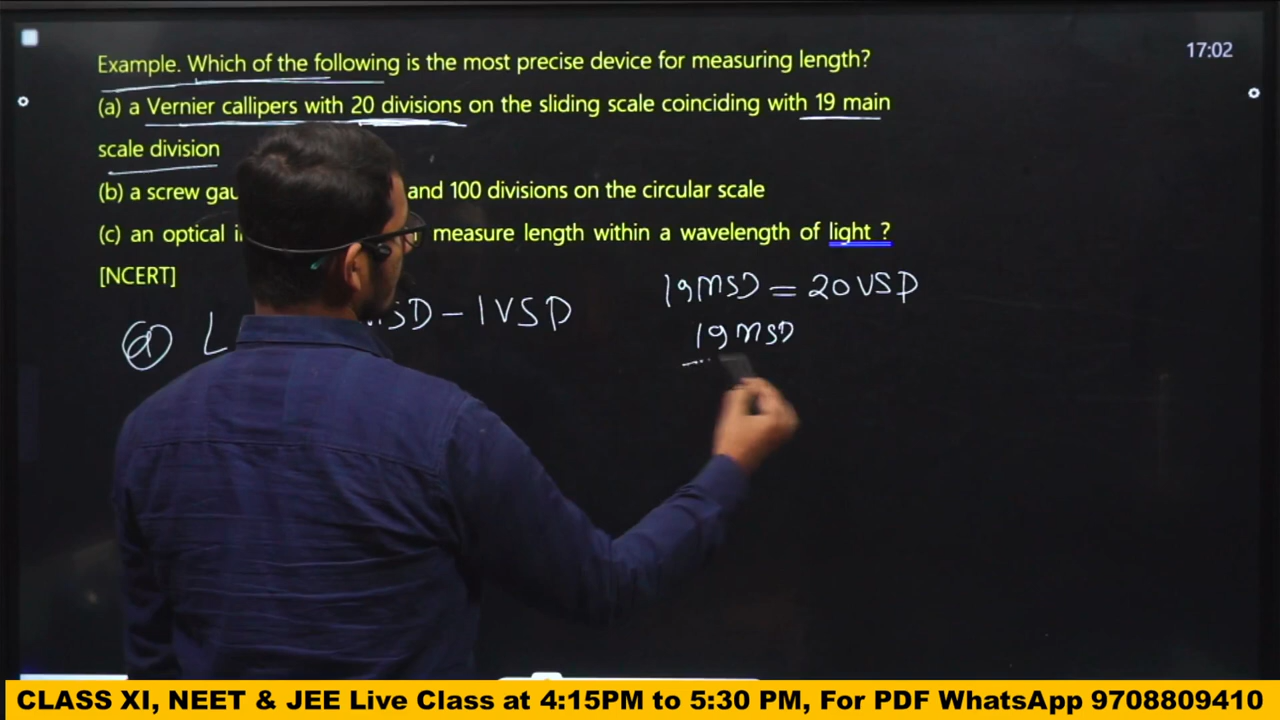 17:02
Example. Which of the following is the most precise device for measuring length?
(a) a Vernier callipers with 20 divisions on the sliding scale coinciding with 19 main
scale division
(b) a screw and 100 divisions on the circular scale
(c) an optical measure length within a wavelength of light ?
[NCERT]
19MSD = 20VSD
(a) L SD - 1VSD
19MSD
CLASS XI, NEET & JEE Live Class at 4:15PM to 5:30 PM, For PDF WhatsApp 9708809410